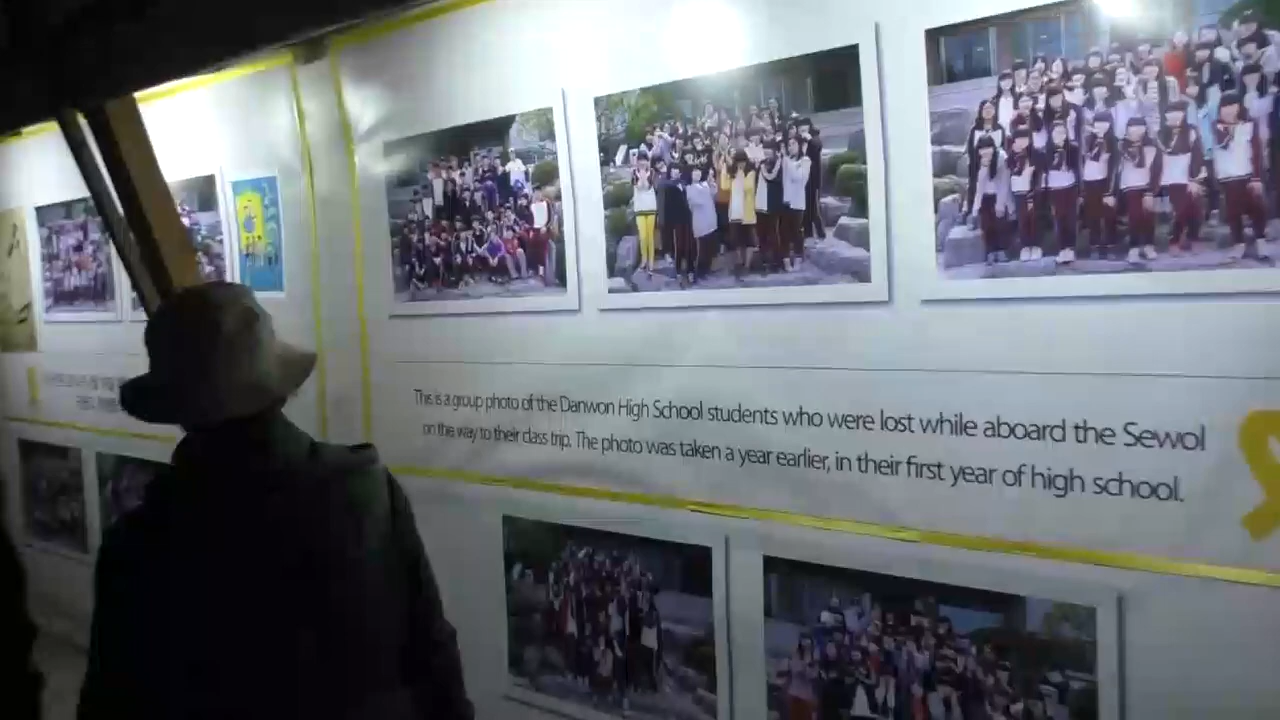 This is a group photo of the Danwon High School students who were lost while aboard the Sewol
on the way to their class trip. The photo was taken a year earlier, in their first year of high school.